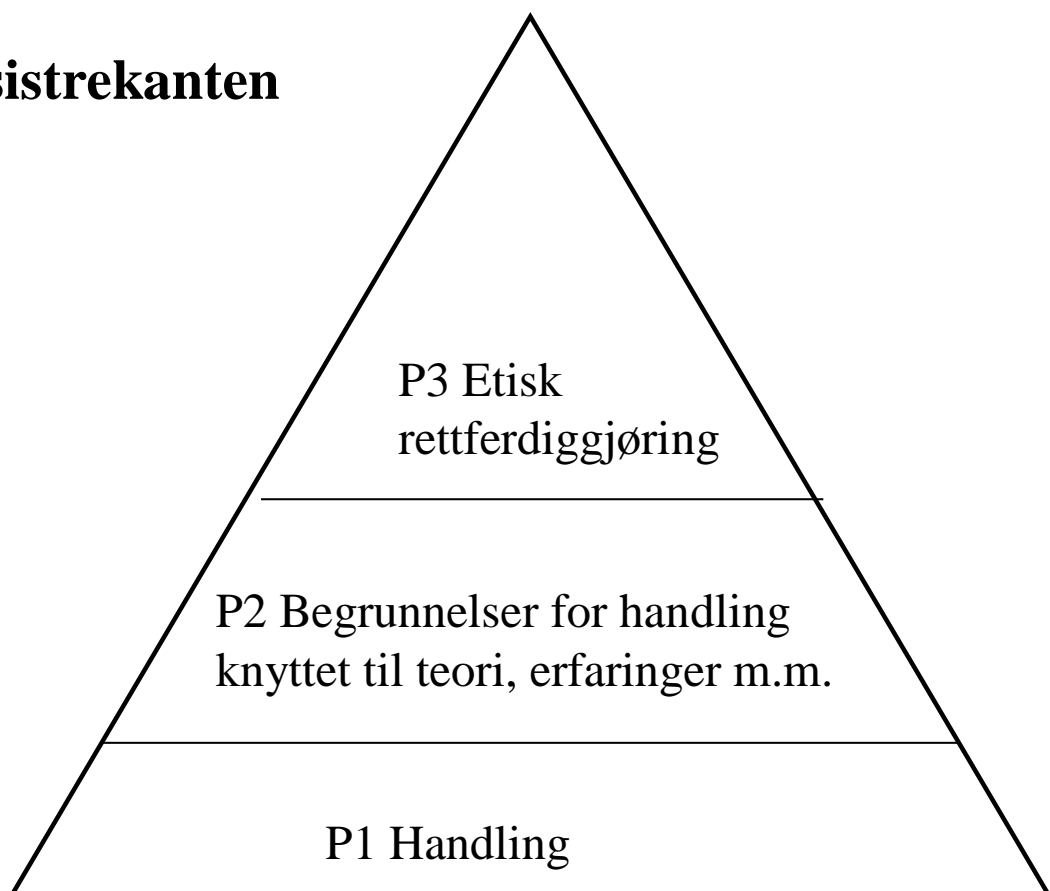 sistrekanten
P3 Etisk
rettferdiggjøring
P2 Begrunnelser for handling
knyttet til teori, erfaringer m.m.
P1 Handling